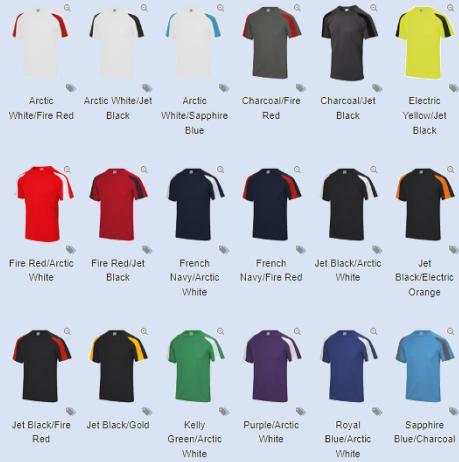 Arctic
White/Fire Red
Arctic White/Jet
Black
Arctic
White/Sapphire
Blue
Charcoal/Fire
Red
Charcoal/Jet
Black
Electric
Yellow/Jet
Black
Fire Red/Arctic
White
Fire Red/Jet
Black
French
Navy/Arctic
White
French
Navy/Fire Red
Jet Black/Arctic
White
Jet
Black/Electric
Orange
Jet Black/Fire
Red
Jet Black/Gold
Kelly
Green/Arctic
White
Purple/Arctic
White
Royal
Blue/Arctic
White
Sapphire
Blue/Charcoal